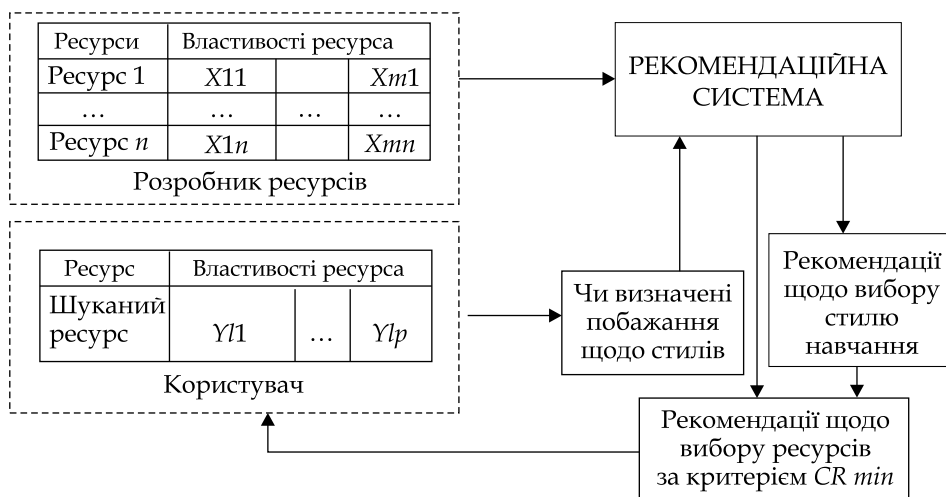 Ресурси Властивості ресурса
Ресурс 1 X11 Xm1
... ... ... ...
Ресурс n X1n Xmn
Розробник ресурсів
РЕКОМЕНДАЦІЙНА
СИСТЕМА
Ресурс Властивості ресурса
Шуканий
ресурс Yl1 ... Ylp
Користувач
Чи визначені
побажання
щодо стилів
Рекомендації
щодо вибору
стилю
навчання
Рекомендації щодо
вибору ресурсів
за критерієм CR min